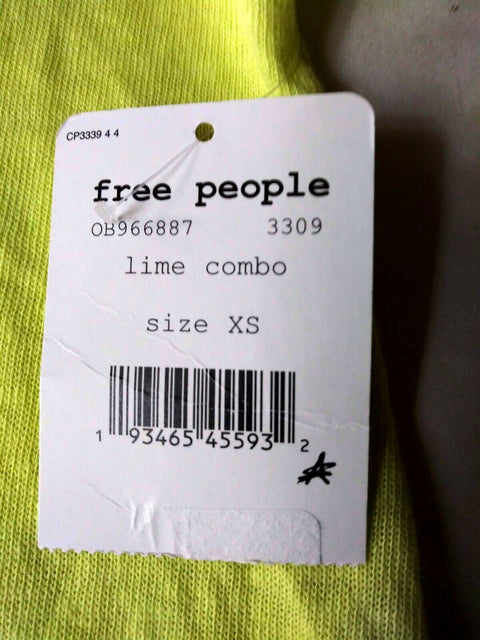 CP3339 4 4
free people
OB966887 3309
lime combo
size XS
1 93465 45593 2